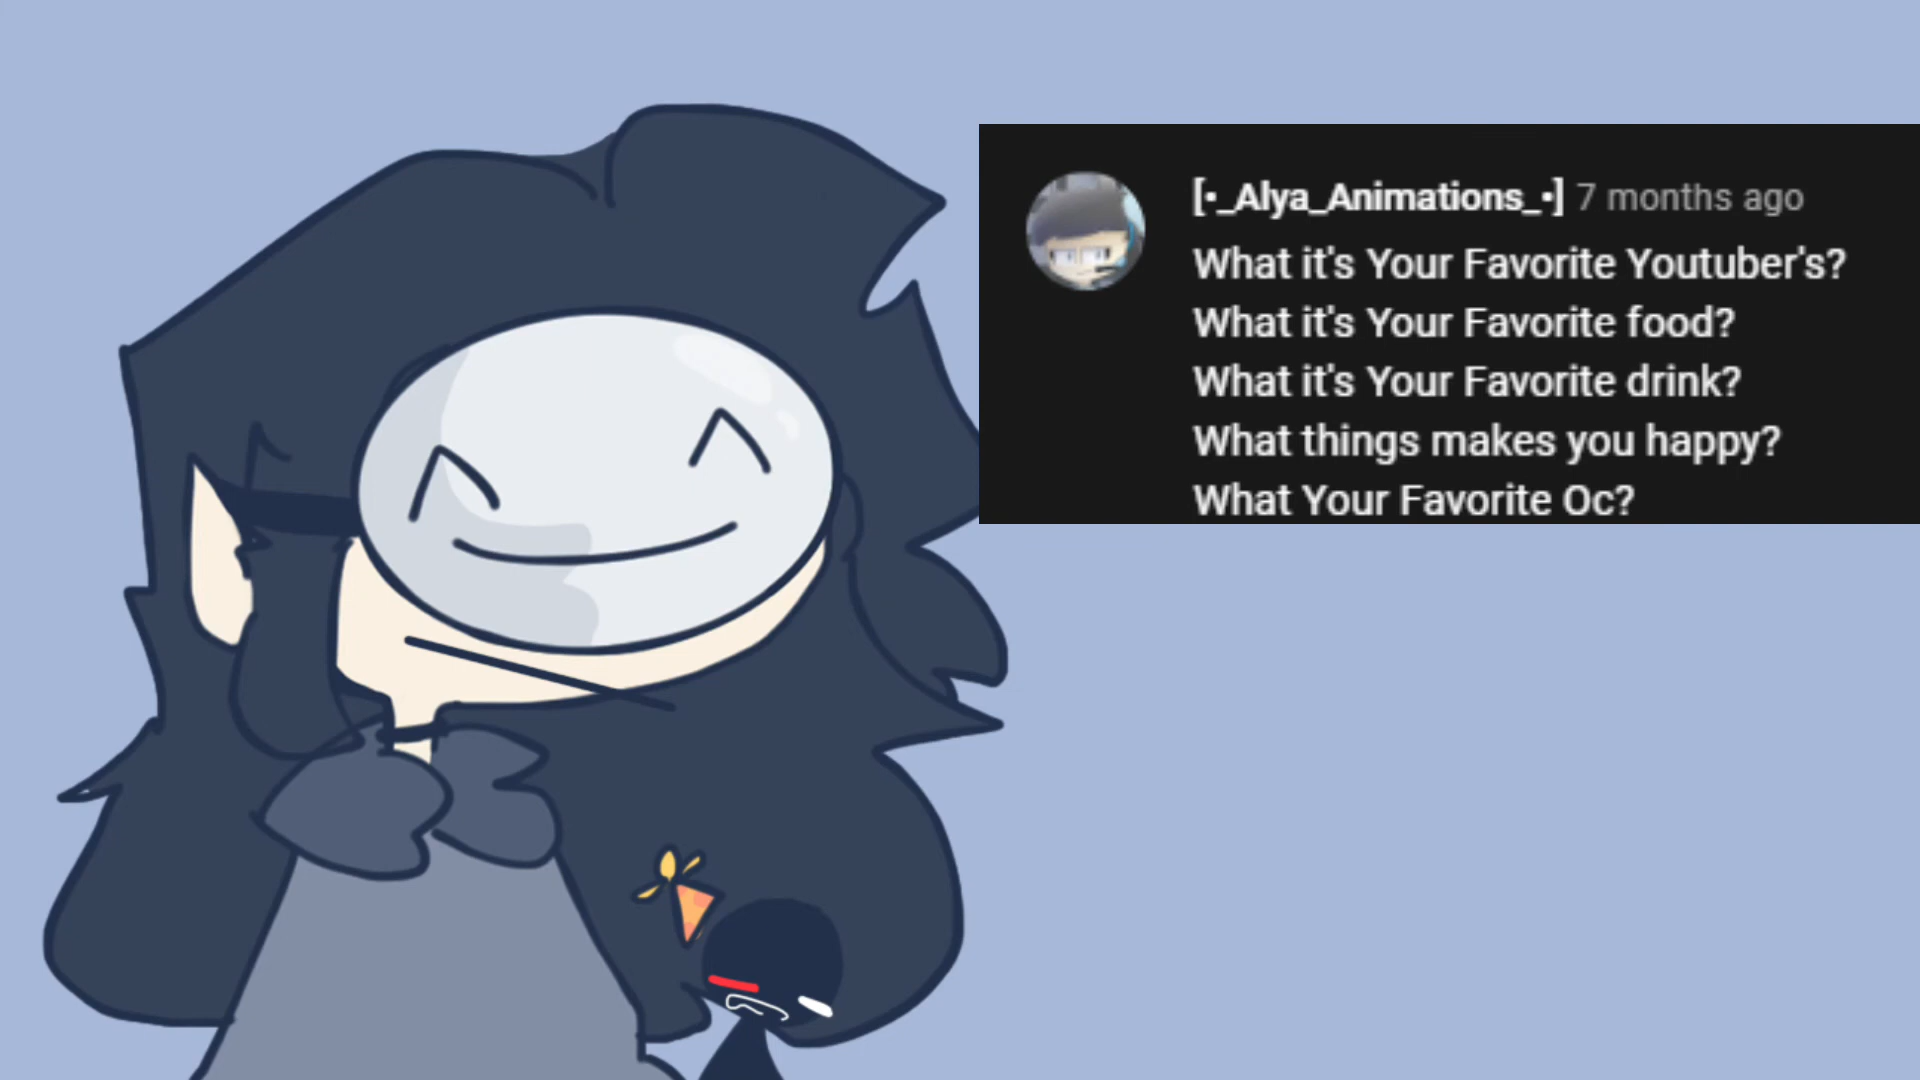 [•_Alya_Animations_•] 7 months ago
What it's Your Favorite Youtuber's?
What it's Your Favorite food?
What it's Your Favorite drink?
What things makes you happy?
What Your Favorite Oc?